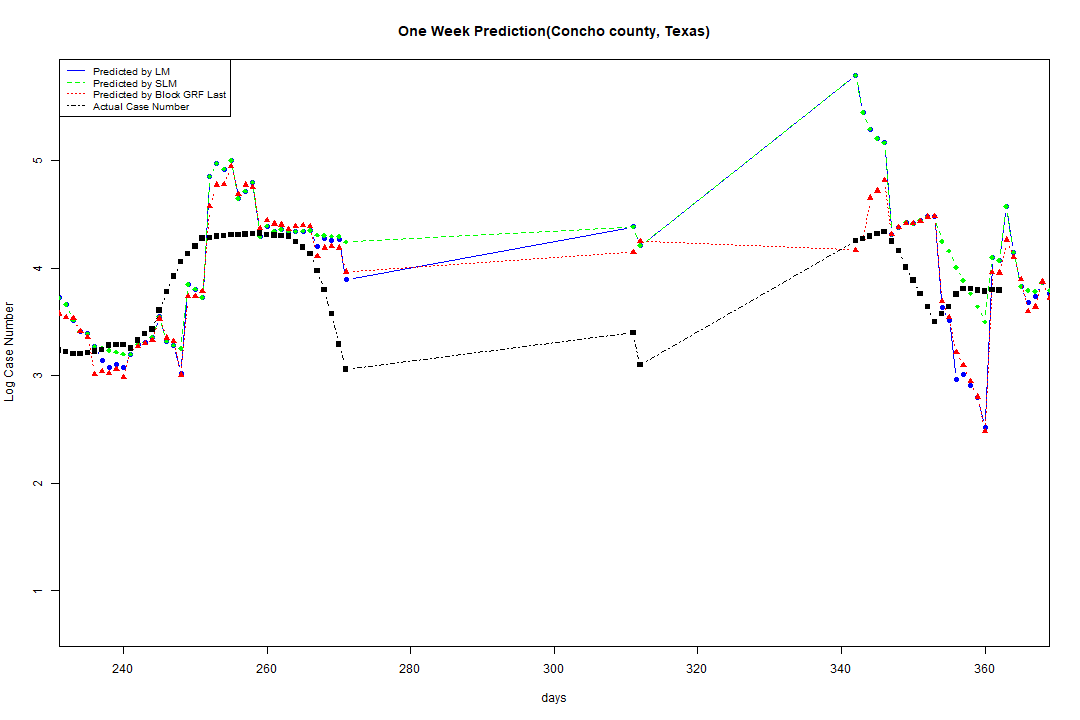 One Week Prediction(Concho county, Texas)
Predicted by LM
Predicted by SLM
Predicted by Block GRF Last
Actual Case Number
5
4
3
2
1
Log Case Number
240 260 280 300 320 340 360
days